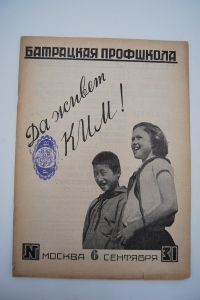 БАТРАЦКАЯ ПРОФШКОЛА
Да живет
КИМ!
№
МОСКВА 6 СЕНТЯБРЯ 31